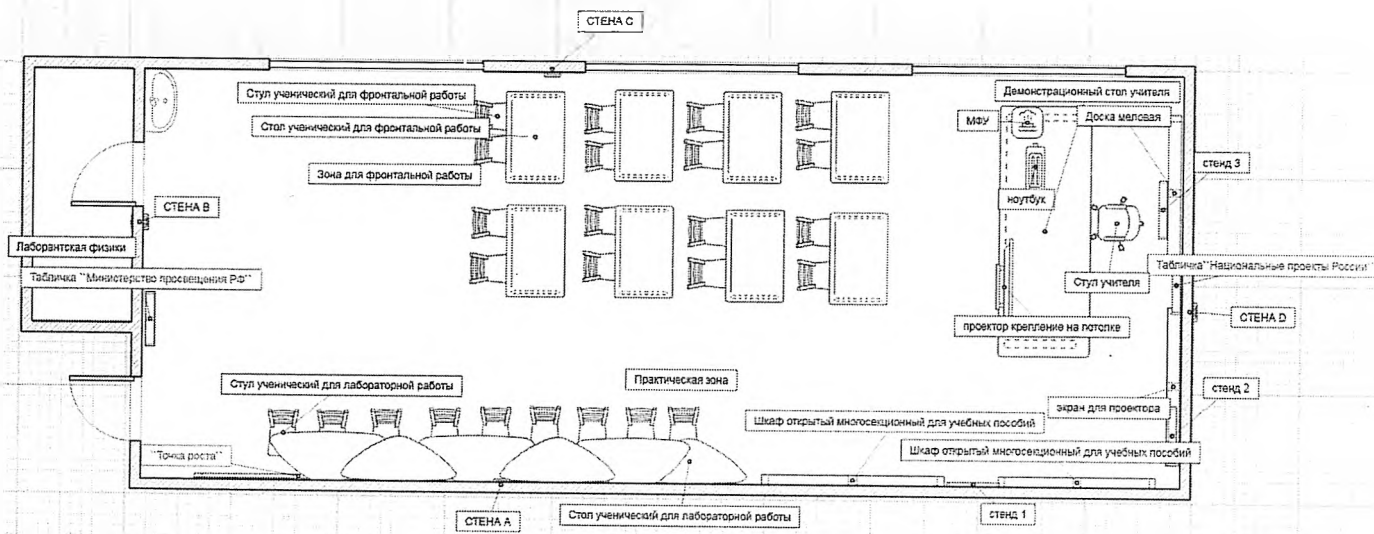 СТЕНА С
Стул ученический для фронтальной работы
Демонстрационный стол учителя
МФУ
Доска меловая
Стол ученический для фронтальной работы
Зона для фронтальной работы
стенд 3
ноутбук
СТЕНА В
Лаборантская физики
Табличка "Министерство просвещения РФ"
Табличка"Национальные проекты России"
Стул учителя
СТЕНА D
проектор крепление на потолке
Стул ученический для лабораторной работы
Практическая зона
стенд 2
экран для проектора
Шкаф открытый многосекционный для учебных пособий
Шкаф открытый многосекционный для учебных пособий
"Точка роста"
СТЕНА А
Стол ученический для лабораторной работы
стенд 1